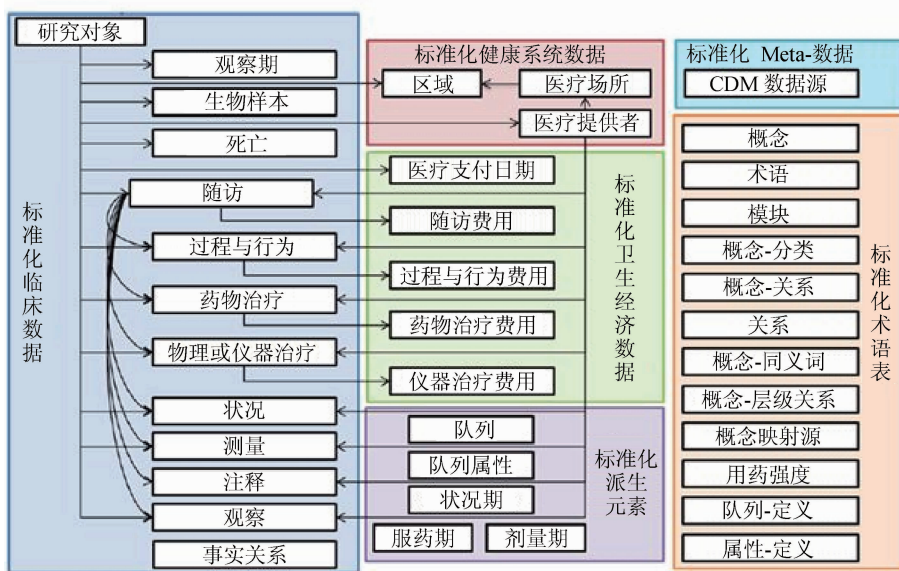 研究对象
观察期
生物样本
死亡
随访
过程与行为
药物治疗
物理或仪器治疗
状况
测量
注释
观察
事实关系
标准化临床数据
标准化健康系统数据
区域
医疗场所
医疗提供者
医疗支付日期
随访费用
过程与行为费用
药物治疗费用
仪器治疗费用
标准化卫生经济数据
队列
队列属性
状况期
服药期
剂量期
标准化
派生
元素
标准化 Meta-数据
CDM 数据源
概念
术语
模块
概念-分类
概念-关系
关系
概念-同义词
概念-层级关系
概念映射源
用药强度
队列-定义
属性-定义
标准化术语表